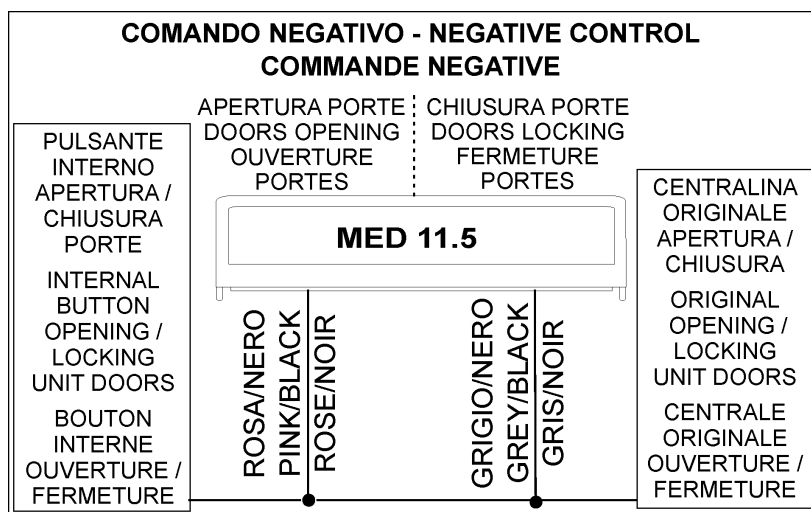 COMANDO NEGATIVO - NEGATIVE CONTROL
COMMANDE NEGATIVE
PULSANTE
INTERNO
APERTURA /
CHIUSURA
PORTE
INTERNAL
BUTTON
OPENING /
LOCKING
UNIT DOORS
BOUTON
INTERNE
OUVERTURE /
FERMETURE
APERTURA PORTE
DOORS OPENING
OUVERTURE
PORTES
CHIUSURA PORTE
DOORS LOCKING
FERMETURE
PORTES
MED 11.5
ROSA/NERO
PINK/BLACK
ROSE/NOIR
GRIGIO/NERO
GREY/BLACK
GRIS/NOIR
CENTRALINA
ORIGINALE
APERTURA /
CHIUSURA
ORIGINAL
OPENING /
LOCKING
UNIT DOORS
CENTRALE
ORIGINALE
OUVERTURE /
FERMETURE